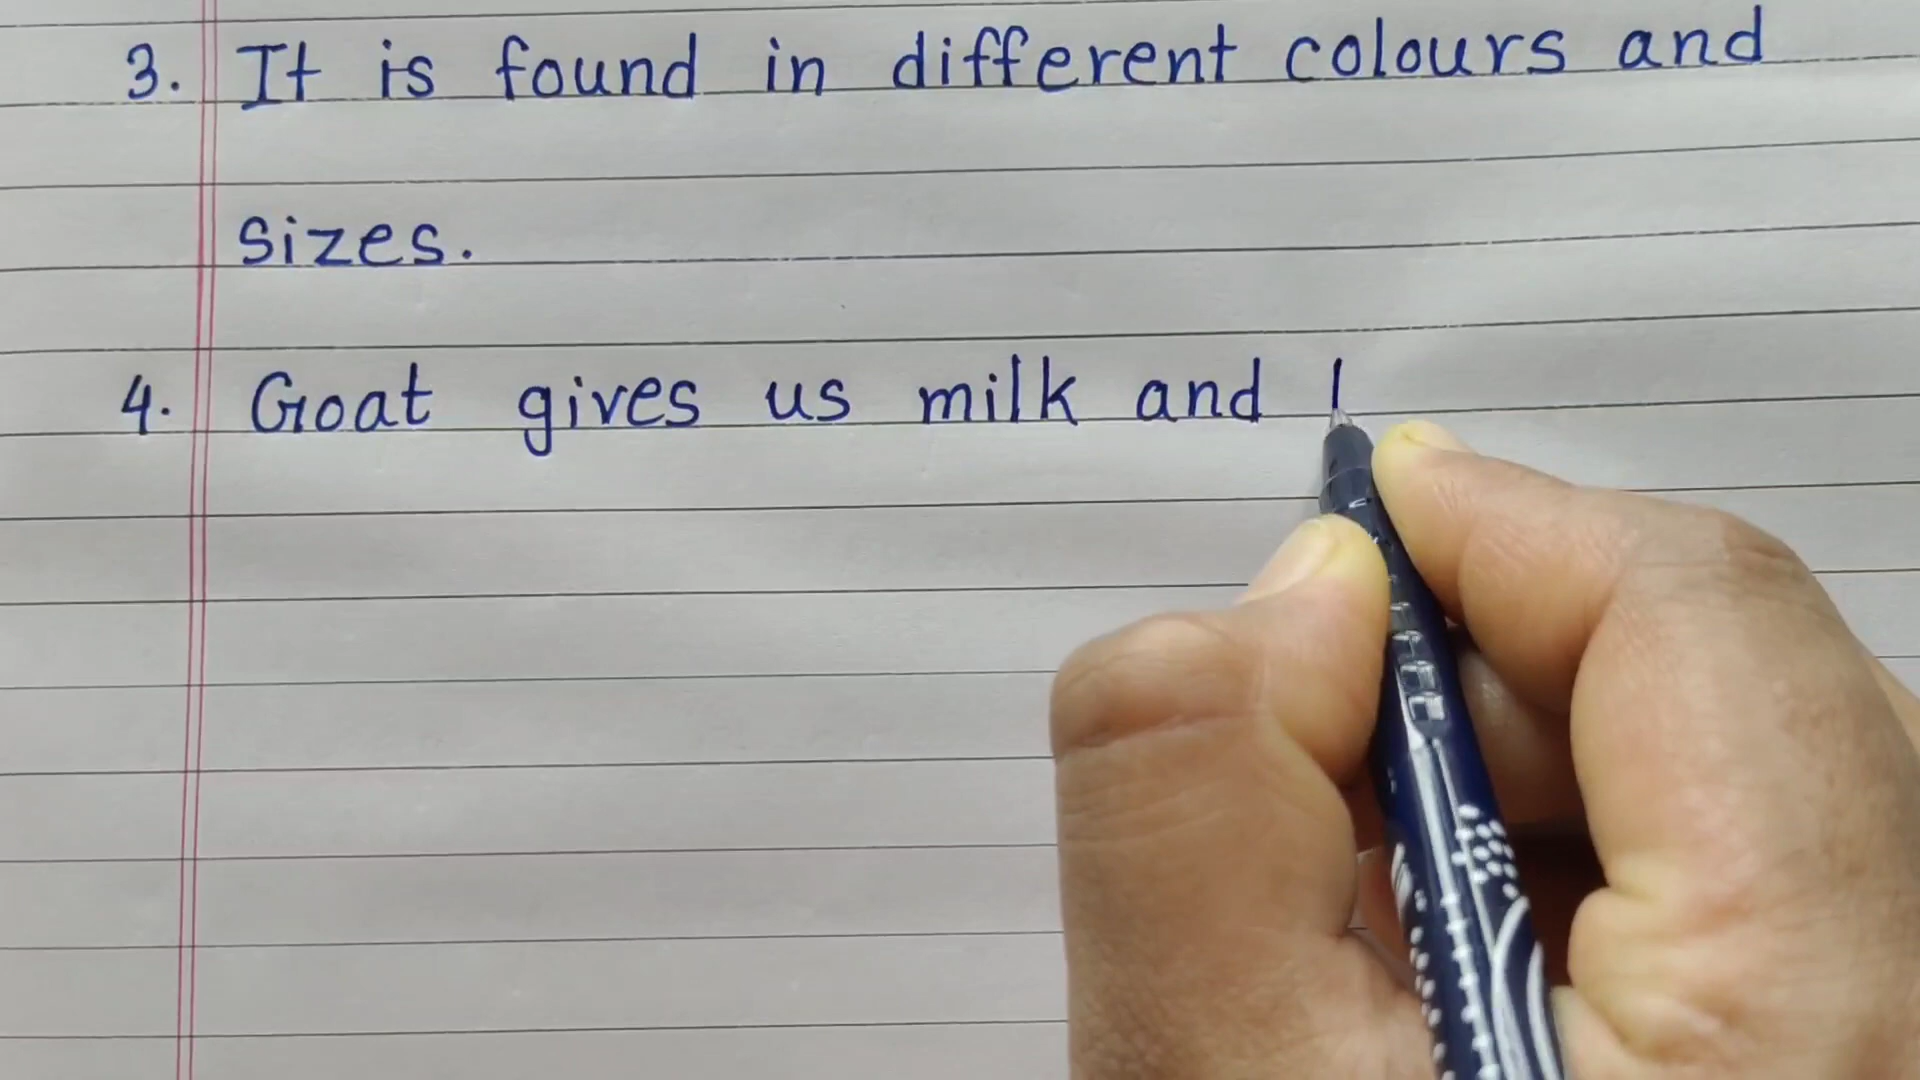 3. It is found in different colours and
sizes.
4. Goat gives us milk and